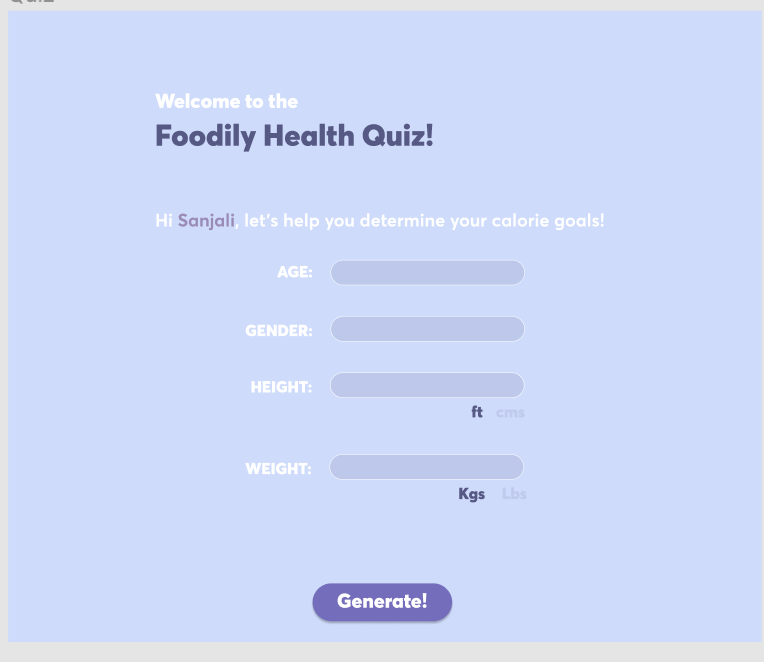 Quiz
Welcome to the
Foodily Health Quiz!
Hi Sanjali, let's help you determine your calorie goals!
AGE:
GENDER:
HEIGHT:
ft cms
WEIGHT:
Kgs Lbs
Generate!